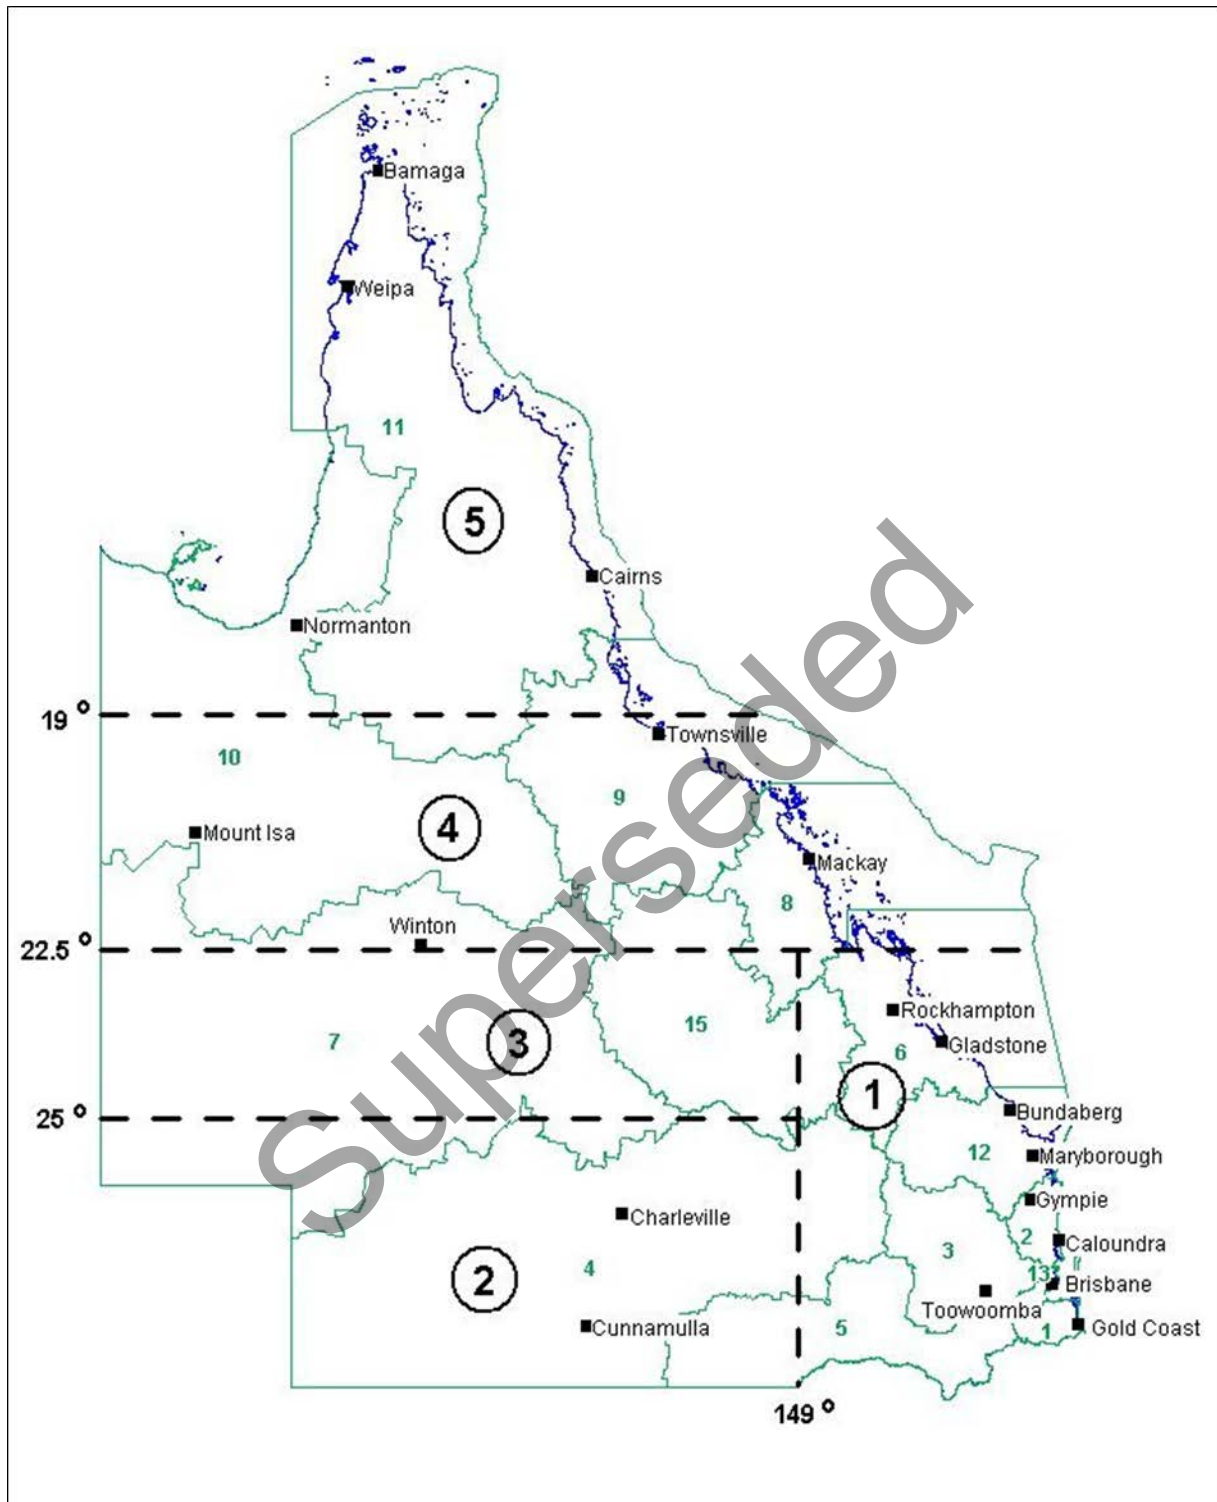 Bamaga
Weipa
11
5
Cairns
Normanton
19 °
Townsville
10
9
4
Mount Isa
Mackay
8
Winton
22.5 °
Rockhampton
15
7
3
Gladstone
6
1
25 °
Bundaberg
12
Maryborough
Gympie
Charleville
2
Caloundra
3
4
2
13
Brisbane
Toowoomba
Cunnamulla
5
1
Gold Coast
149 °
Superseded